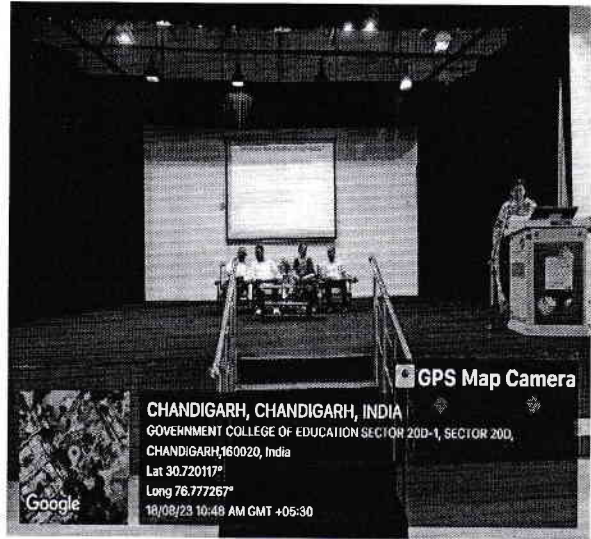 GPS Map Camera
CHANDIGARH, CHANDIGARH, INDIA
GOVERNMENT COLLEGE OF EDUCATION SECTOR 20D-1, SECTOR 20D,
CHANDIGARH,160020, India
Lat 30.720117°
Long 76.777267°
18/08/23 10:48 AM GMT +05:30
Google